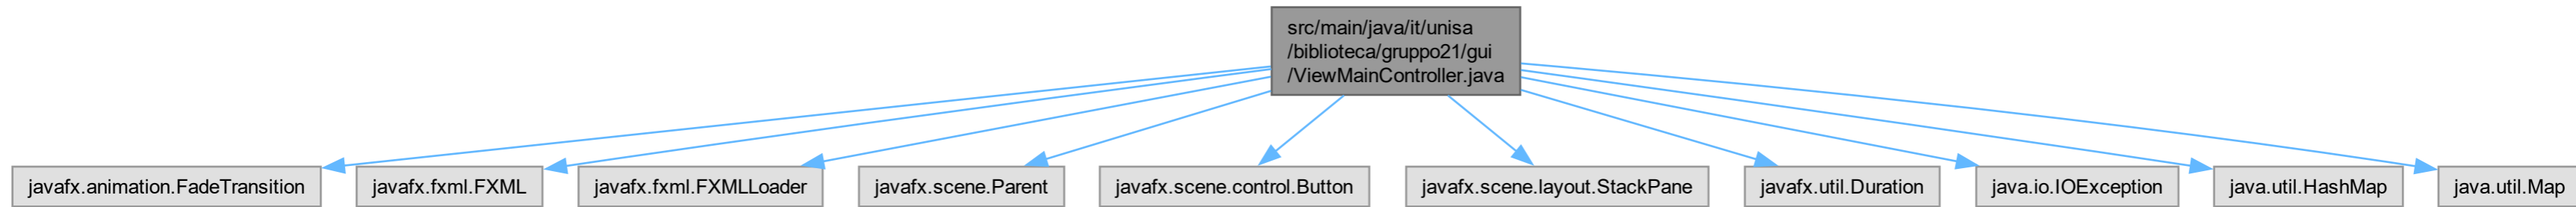 src/main/java/it/unisa
/biblioteca/gruppo21/gui
/ViewMainController.java
javafx.animation.FadeTransition
javafx.fxml.FXML
javafx.fxml.FXMLLoader
javafx.scene.Parent
javafx.scene.control.Button
javafx.scene.layout.StackPane
javafx.util.Duration
java.io.IOException
java.util.HashMap
java.util.Map